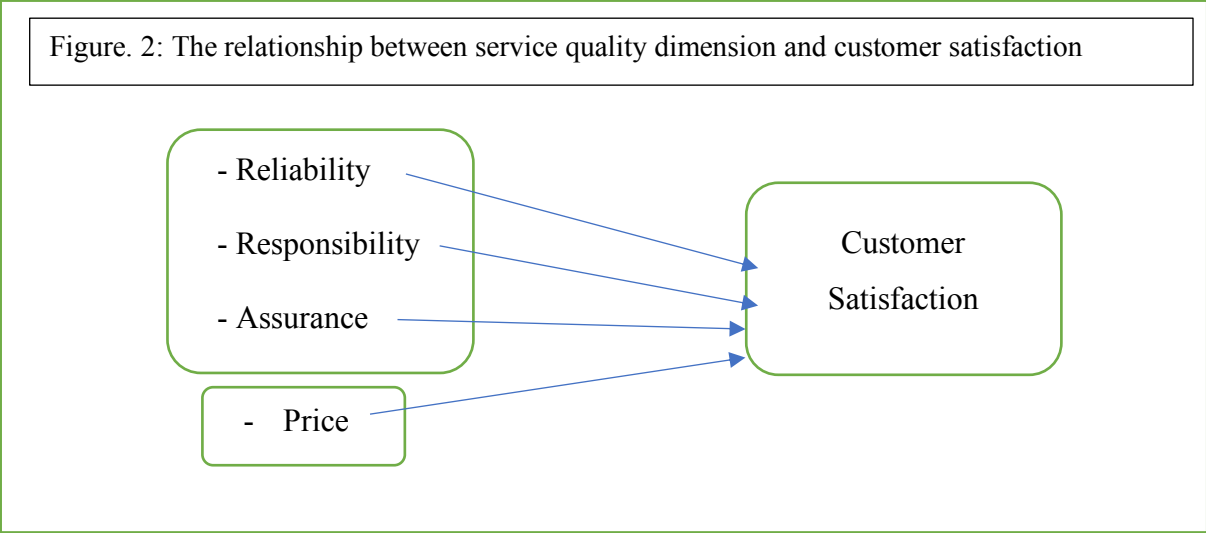 Figure. 2: The relationship between service quality dimension and customer satisfaction
- Reliability
- Responsibility
- Assurance
- Price
Customer
Satisfaction